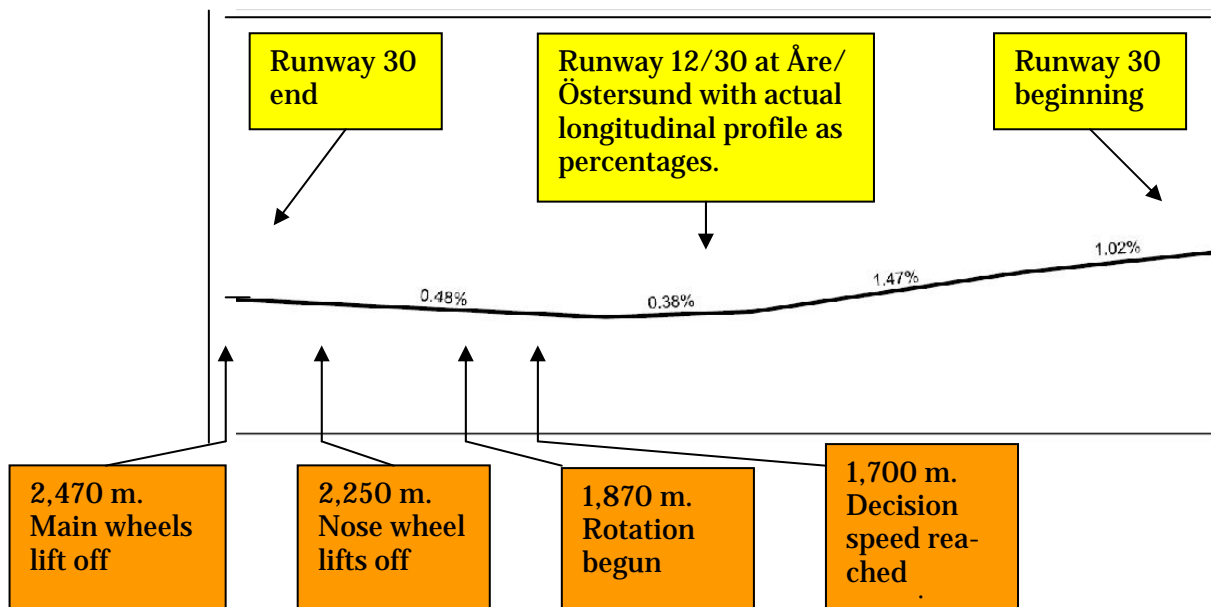 Runway 30
end
Runway 12/30 at Åre/
Östersund with actual
longitudinal profile as
percentages.
Runway 30
beginning
0.48%
0.38%
1.47%
1.02%
2,470 m.
Main wheels
lift off
2,250 m.
Nose wheel
lifts off
1,870 m.
Rotation
begun
1,700 m.
Decision
speed rea-
ched
.